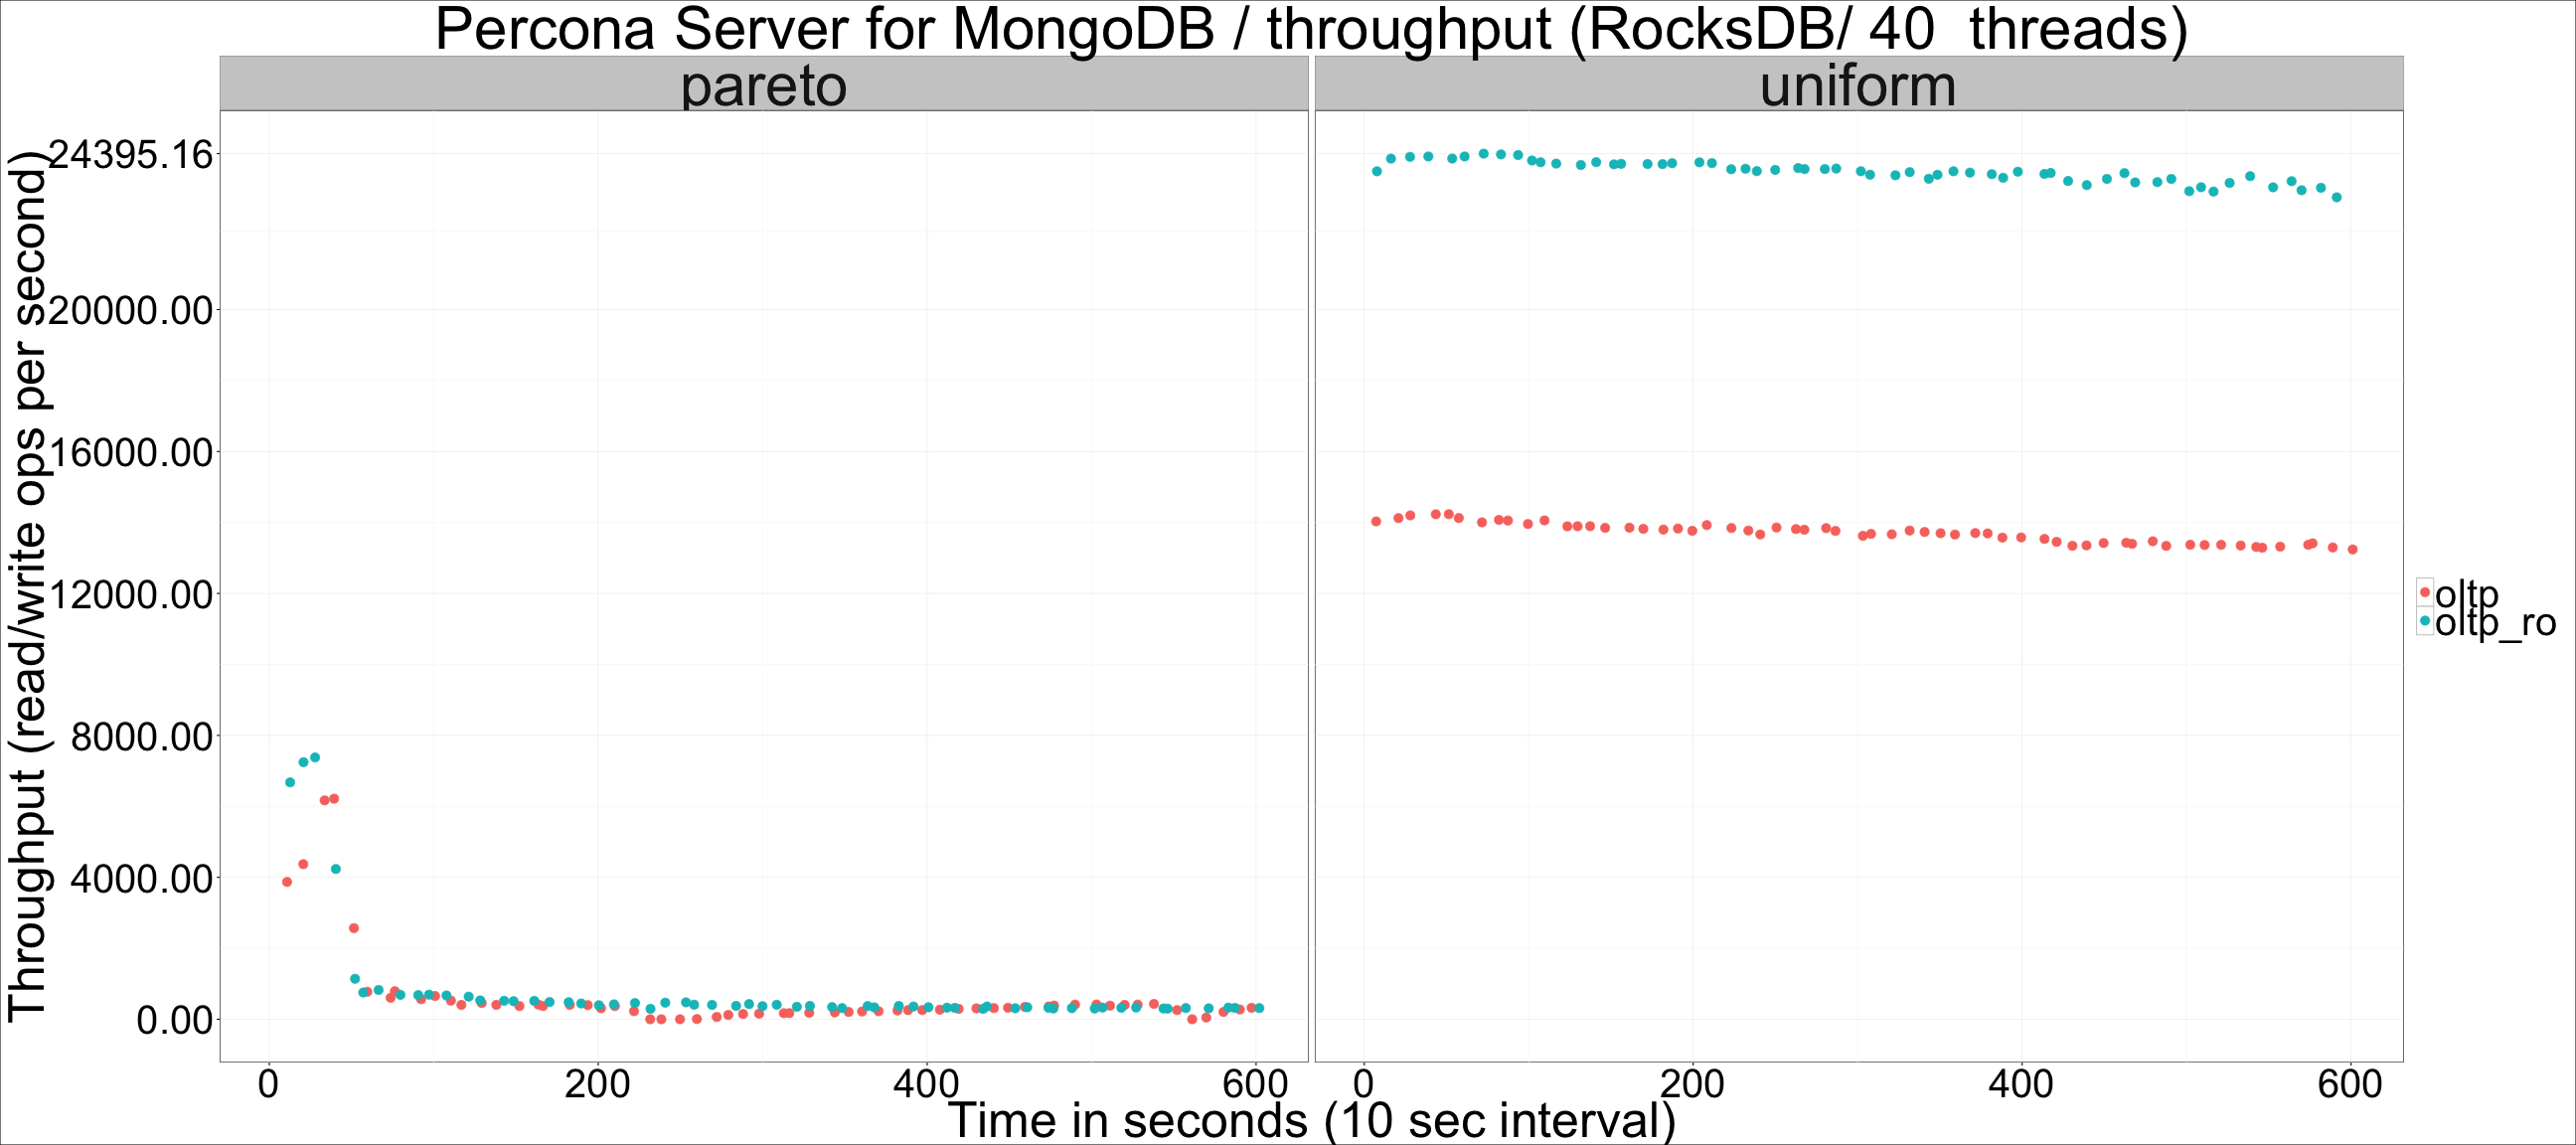 Percona Server for MongoDB / throughput (RocksDB/ 40  threads)
pareto
uniform
Throughput (read/write ops per second)
24395.16
20000.00
16000.00
12000.00
8000.00
4000.00
0.00
0 200 400 600
0 200 400 600
Time in seconds (10 sec interval)
oltp
oltp_ro